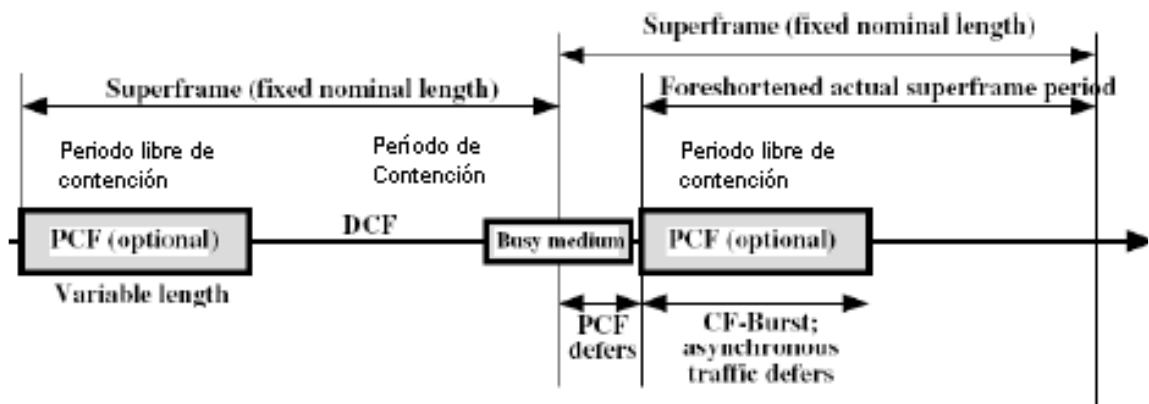 Superframe (fixed nominal length)
Superframe (fixed nominal length)
Foreshortened actual superframe period
Periodo libre de
contención
Período de
Contención
Periodo libre de
contención
PCF (optional)
DCF
Busy medium
PCF (optional)
Variable length
PCF
defers
CF-Burst;
asynchronous
traffic defers